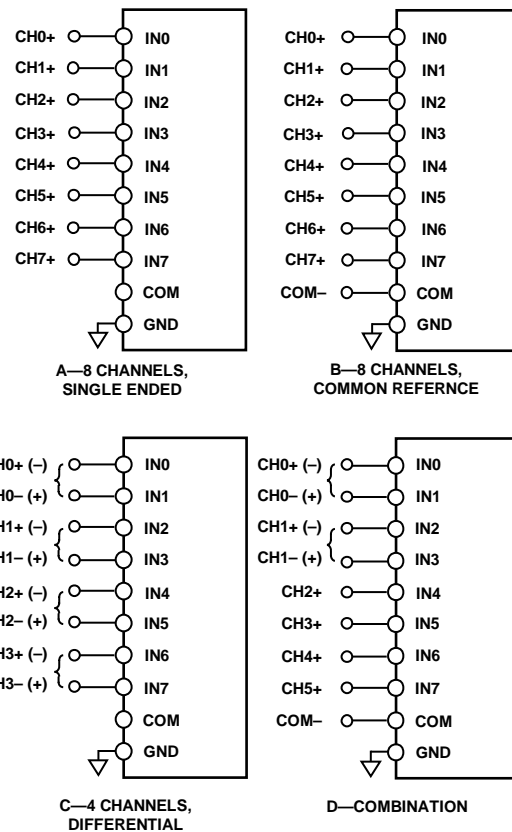 CH0+ IN0
CH1+ IN1
CH2+ IN2
CH3+ IN3
CH4+ IN4
CH5+ IN5
CH6+ IN6
CH7+ IN7
COM
GND
A—8 CHANNELS,
SINGLE ENDED
CH0+ IN0
CH1+ IN1
CH2+ IN2
CH3+ IN3
CH4+ IN4
CH5+ IN5
CH6+ IN6
CH7+ IN7
COM– COM
GND
B—8 CHANNELS,
COMMON REFERNCE
H0+ (–) IN0
H0– (+) IN1
H1+ (–) IN2
H1– (+) IN3
H2+ (–) IN4
H2– (+) IN5
H3+ (–) IN6
H3– (+) IN7
COM
GND
C—4 CHANNELS,
DIFFERENTIAL
CH0+ (–) IN0
CH0– (+) IN1
CH1+ (–) IN2
CH1– (+) IN3
CH2+ IN4
CH3+ IN5
CH4+ IN6
CH5+ IN7
COM– COM
GND
D—COMBINATION